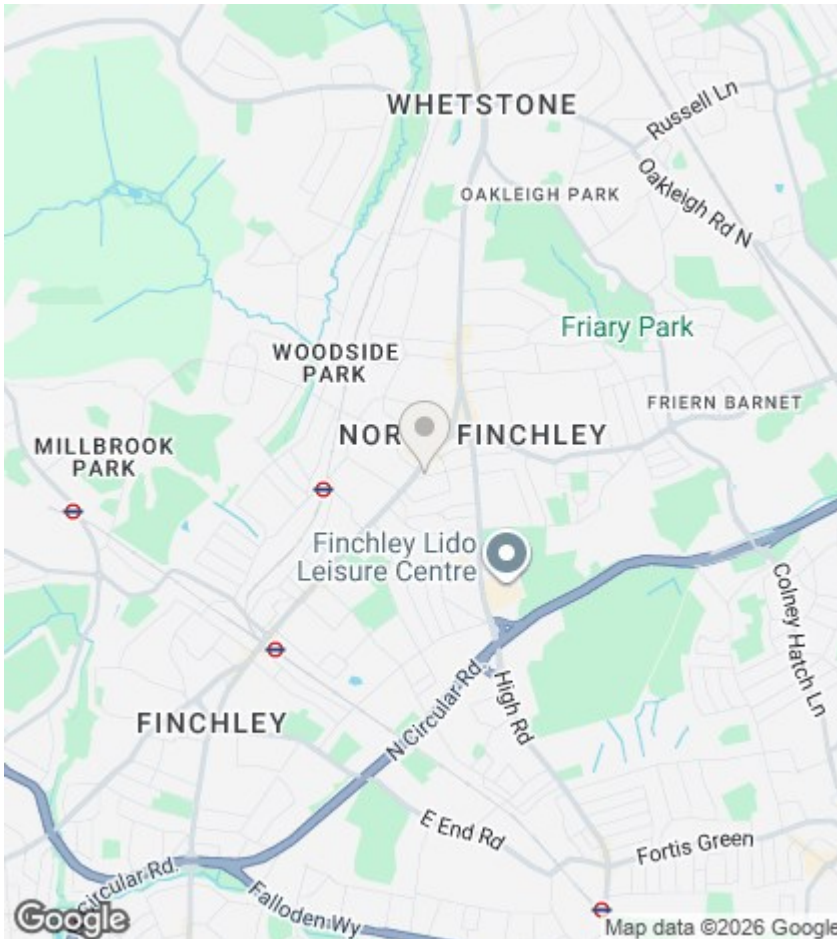 WHETSTONE
Russell Ln
Oakleigh Rd N
OAKLEIGH PARK
Friary Park
WOODSIDE
PARK
FRIERN BARNET
NOR FINCHLEY
MILLBROOK
PARK
Finchley Lido
Leisure Centre
Colney Hatch Ln
N Circular Rd.
High Rd
FINCHLEY
E End Rd
Fortis Green
Circular Rd.
Falloden Wy
Google
Map data ©2026 Google